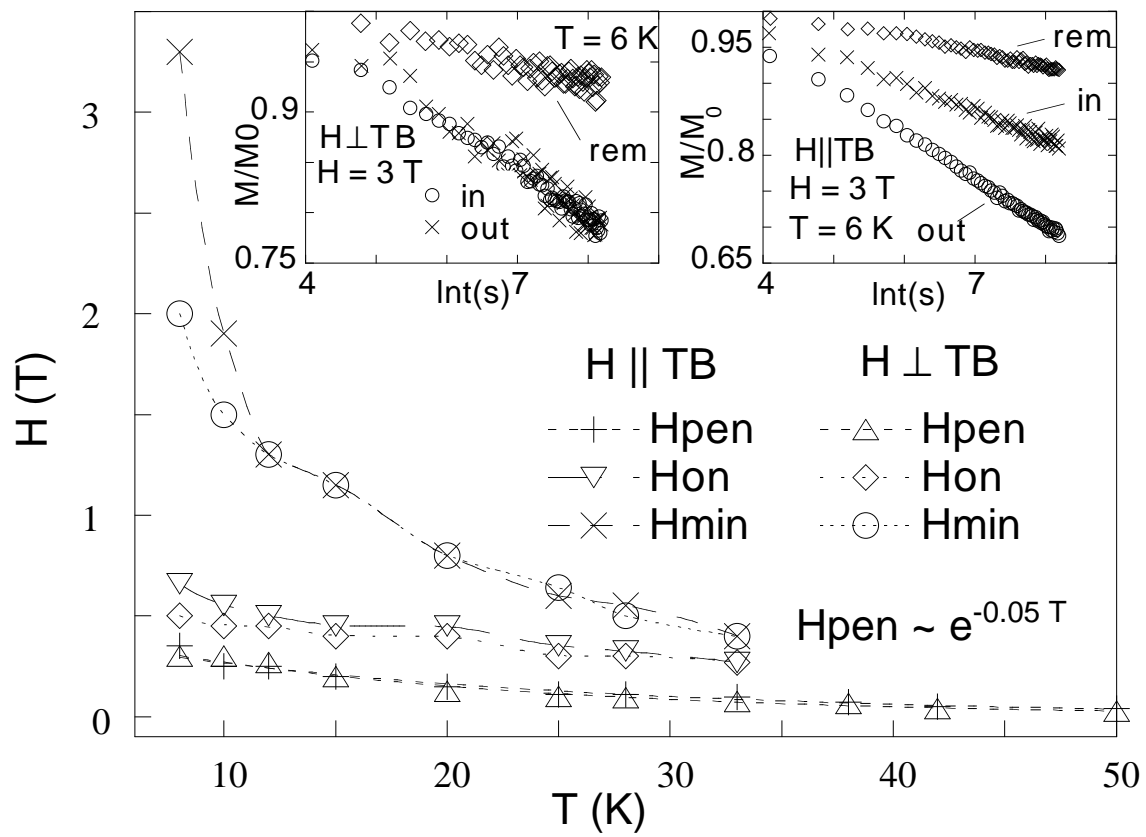 T = 6 K
0.9
M/M0
H⊥TB
H = 3 T
in
out
rem
0.75
4
7
lnt(s)
0.95
rem
in
M/M₀
0.8
H||TB
H = 3 T
T = 6 K
out
0.65
4
7
lnt(s)
3
2
1
0
H (T)
H || TB
H ⊥ TB
Hpen
Hpen
Hon
Hon
Hmin
Hmin
Hpen ~ e^-0.05 T
10
20
30
40
50
T (K)